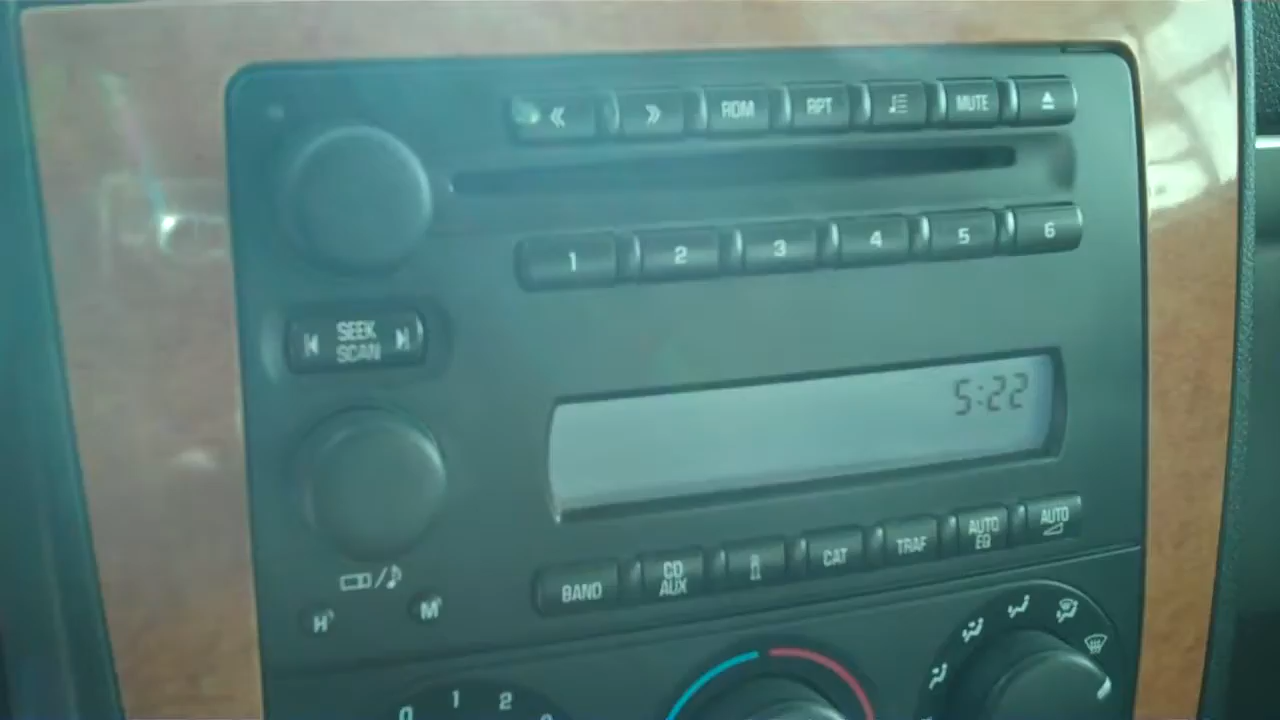 RDM RPT MUTE
1 2 3 4 5 6
SEEK
SCAN
5:22
BAND
CD
AUX
CAT
TRAF
AUTO
EQ
AUTO
H M
0 1 2